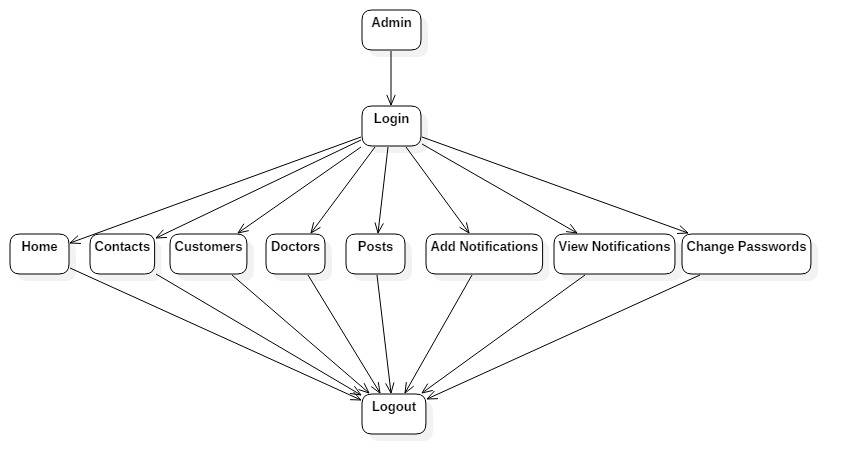 Admin
Login
Home
Contacts
Customers
Doctors
Posts
Add Notifications
View Notifications
Change Passwords
Logout